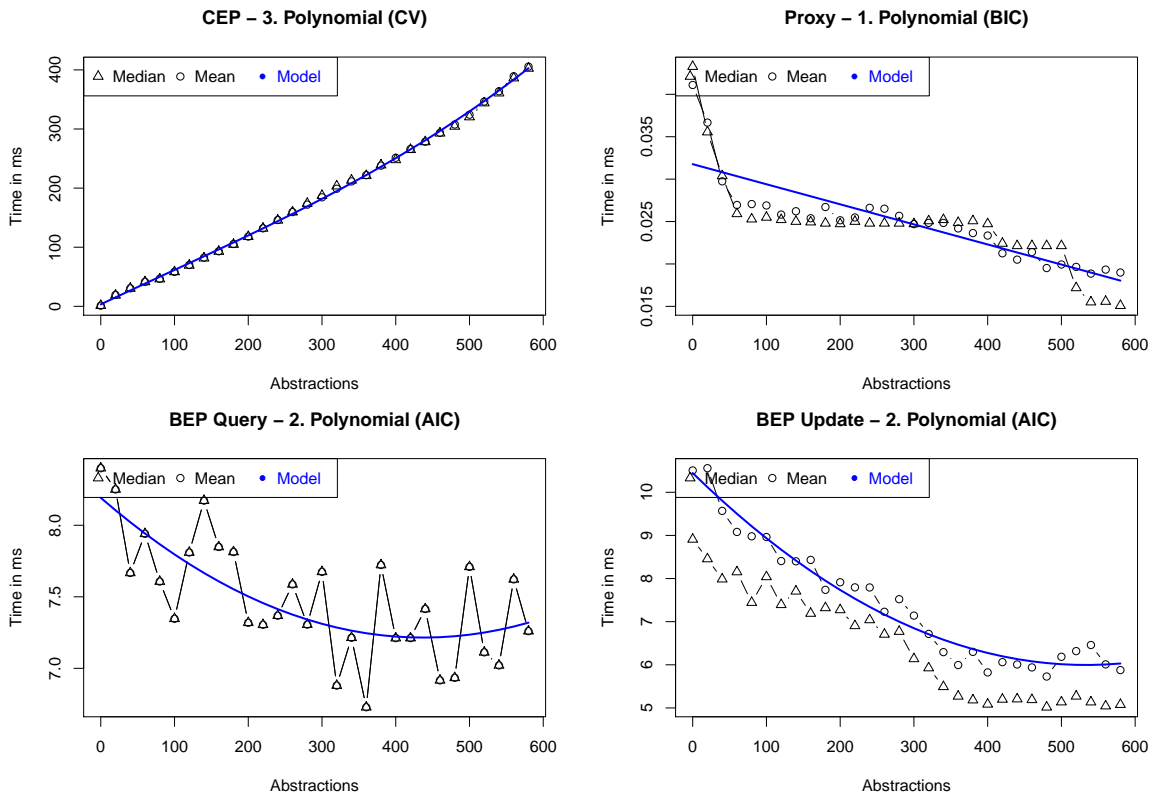 CEP – 3. Polynomial (CV)
Median Mean Model
Time in ms
0 100 200 300 400
0 100 200 300 400 500 600
Abstractions
Proxy – 1. Polynomial (BIC)
Median Mean Model
Time in ms
0.015 0.025 0.035
0 100 200 300 400 500 600
Abstractions
BEP Query – 2. Polynomial (AIC)
Median Mean Model
Time in ms
7.0 7.5 8.0
0 100 200 300 400 500 600
Abstractions
BEP Update – 2. Polynomial (AIC)
Median Mean Model
Time in ms
5 6 7 8 9 10
0 100 200 300 400 500 600
Abstractions